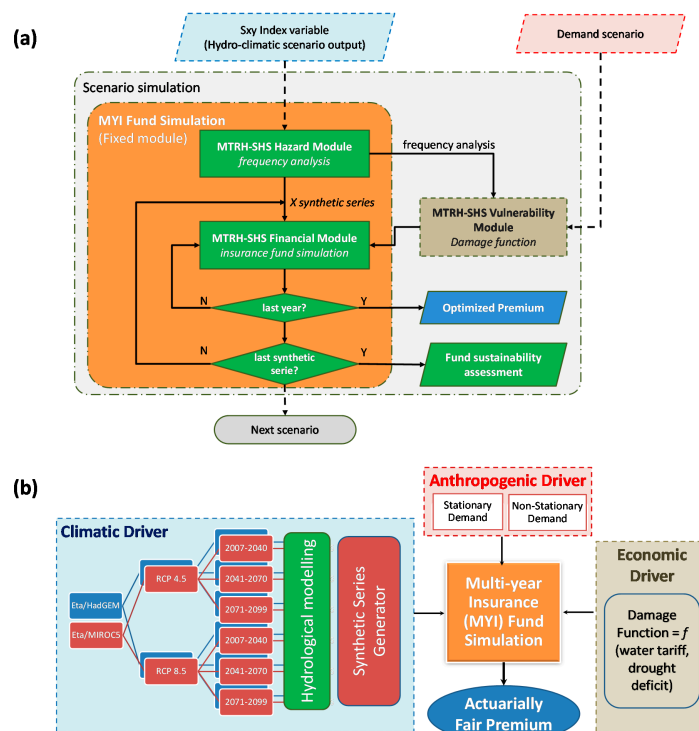 (a)
Sxy Index variable
(Hydro-climatic scenario output)
Demand scenario
Scenario simulation
MYI Fund Simulation
(Fixed module)
MTRH-SHS Hazard Module
frequency analysis
frequency analysis
X synthetic series
MTRH-SHS Vulnerability
Module
Damage function
MTRH-SHS Financial Module
insurance fund simulation
N
last year?
Y
Optimized Premium
N
last synthetic
serie?
Y
Fund sustainability
assessment
Next scenario
(b)
Anthropogenic Driver
Stationary
Demand
Non-Stationary
Demand
Climatic Driver
Eta/HadGEM
Eta/MIROC5
RCP 4.5
RCP 8.5
2007-2040
2041-2070
2071-2099
2007-2040
2041-2070
2071-2099
Hydrological modelling
Synthetic Series
Generator
Multi-year
Insurance
(MYI) Fund
Simulation
Actuarially
Fair Premium
Economic
Driver
Damage
Function = f
(water tariff,
drought
deficit)